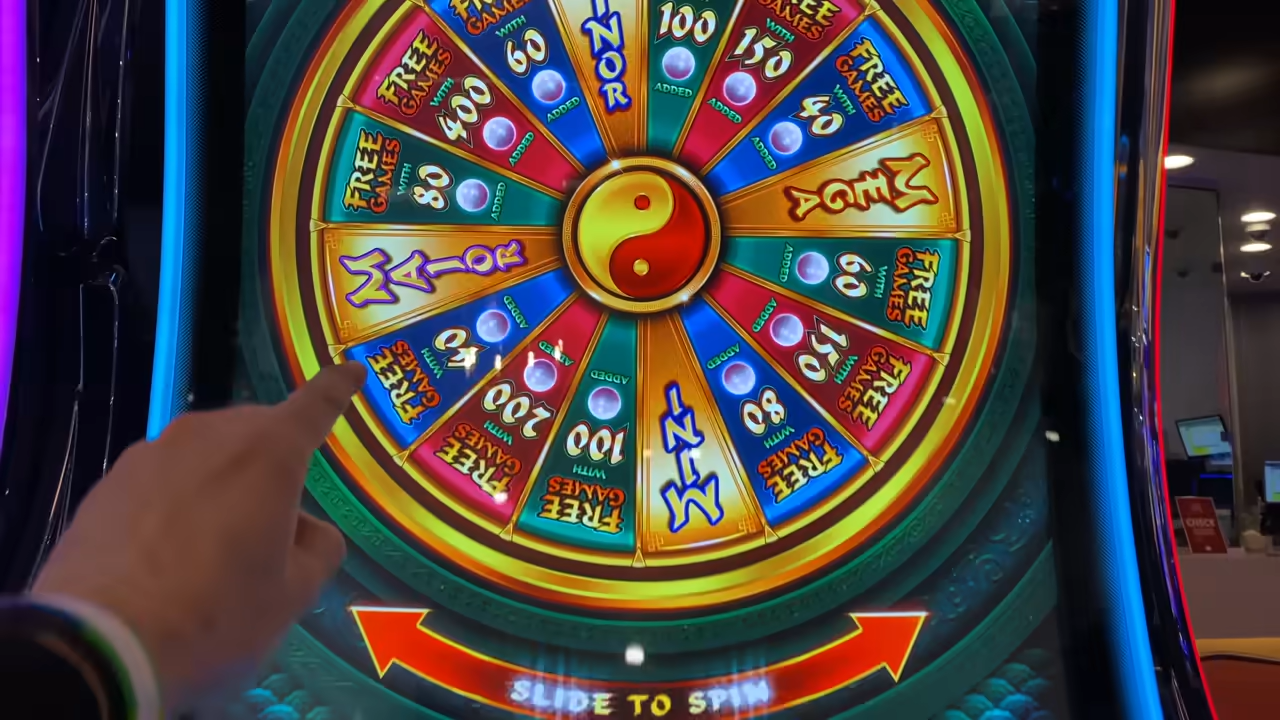 FREE
GAMES
WITH
60
ADDED
MINOR
100
ADDED
FREE
GAMES
WITH
150
ADDED
FREE
GAMES
WITH
40
ADDED
MEGA
FREE
GAMES
WITH
60
ADDED
FREE
GAMES
WITH
150
ADDED
FREE
GAMES
WITH
80
ADDED
MINI
FREE
GAMES
WITH
100
ADDED
FREE
GAMES
WITH
200
ADDED
FREE
GAMES
WITH
40
ADDED
MAJOR
FREE
GAMES
WITH
80
ADDED
FREE
GAMES
WITH
400
ADDED
SLIDE TO SPIN